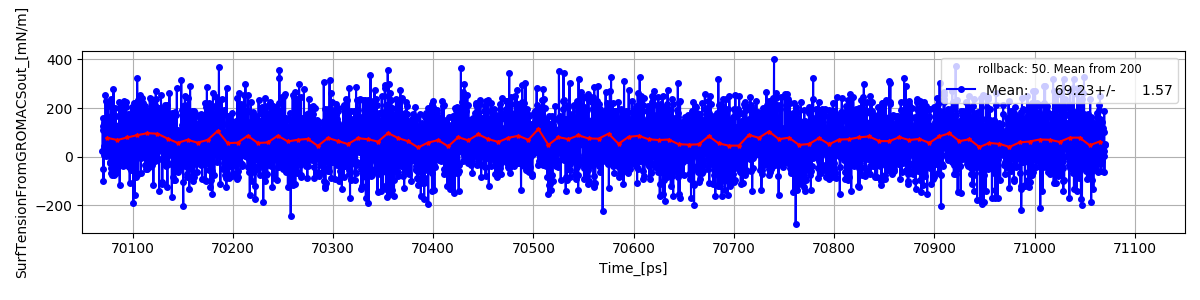 SurfTensionFromGROMACSout_[mN/m]
400
200
0
−200
rollback: 50. Mean from 200
Mean: 69.23+/- 1.57
70100 70200 70300 70400 70500 70600 70700 70800 70900 71000 71100
Time_[ps]